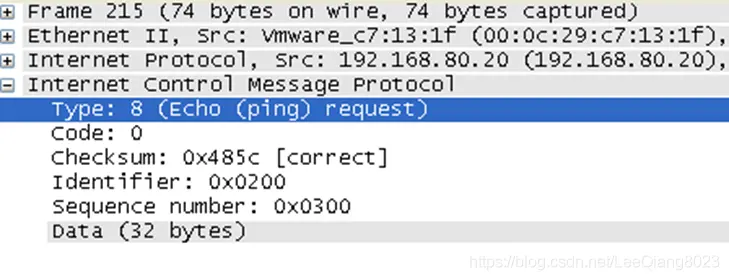 Frame 215 (74 bytes on wire, 74 bytes captured)
Ethernet II, Src: Vmware_c7:13:1f (00:0c:29:c7:13:1f),
Internet Protocol, Src: 192.168.80.20 (192.168.80.20),
Internet Control Message Protocol
Type: 8 (Echo (ping) request)
Code: 0
Checksum: 0x485c [correct]
Identifier: 0x0200
Sequence number: 0x0300
Data (32 bytes)
https://blog.csdn.net/LeeQiang8023